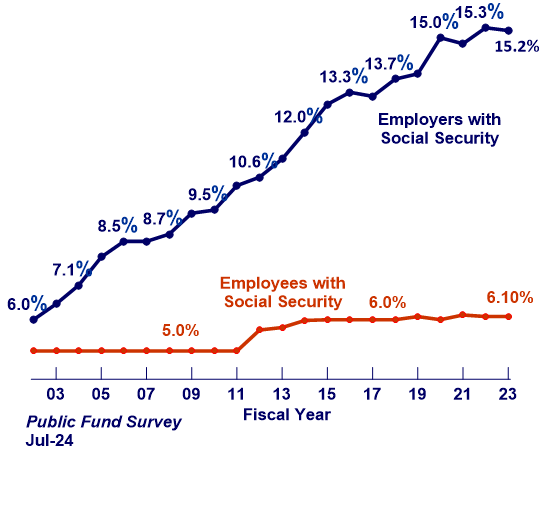 15.3%
15.0%
15.2%
13.7%
13.3%
12.0%
Employers with
Social Security
10.6%
9.5%
8.7%
8.5%
7.1%
6.0%
Employees with
Social Security
6.0%
6.10%
5.0%
03 05 07 09 11 13 15 17 19 21 23
Fiscal Year
Public Fund Survey
Jul-24